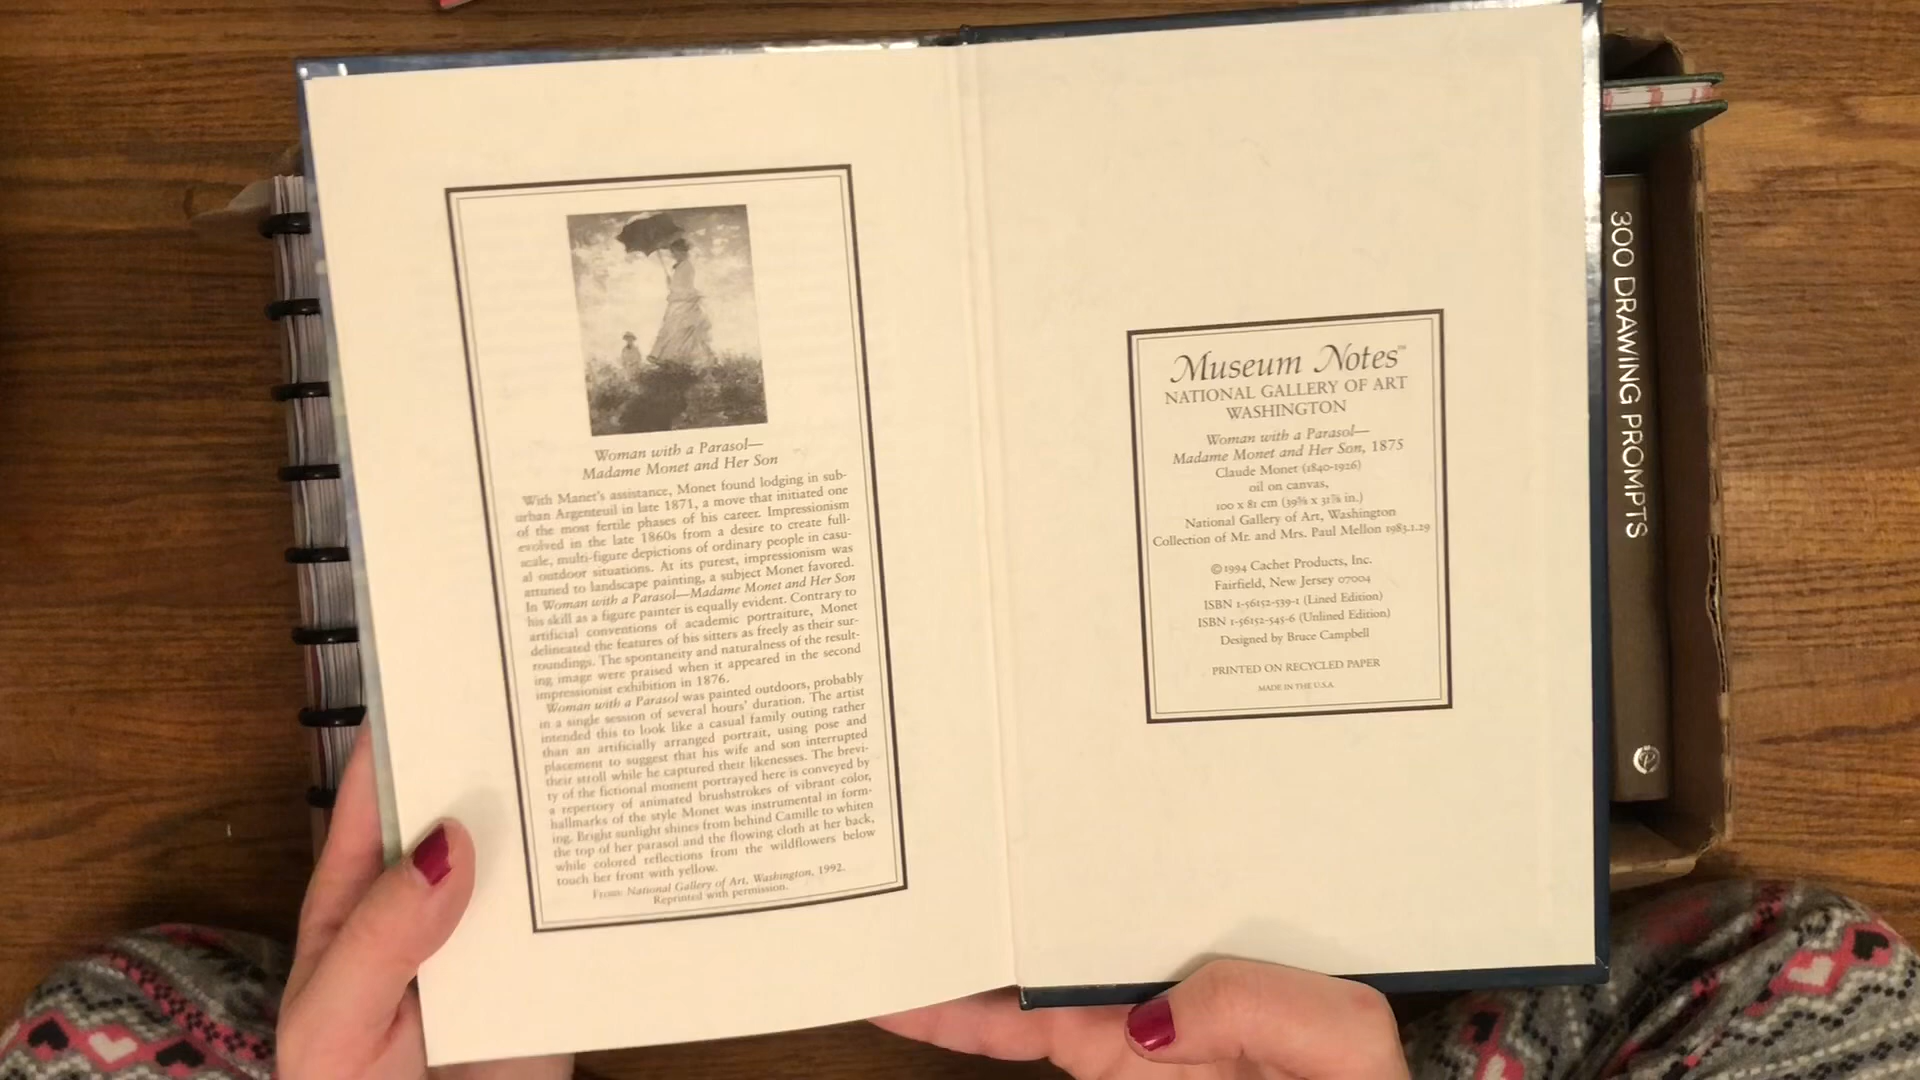 Woman with a Parasol—
Madame Monet and Her Son
With Manet's assistance, Monet found lodging in sub-
urban Argenteuil in late 1871, a move that initiated one
of the most fertile phases of his career. Impressionism
evolved in the late 1860s from a desire to create full-
scale, multi-figure depictions of ordinary people in casu-
al outdoor situations. At its purest, impressionism was
attuned to landscape painting, a subject Monet favored.
In Woman with a Parasol—Madame Monet and Her Son
his skill as a figure painter is equally evident. Contrary to
artificial conventions of academic portraiture, Monet
delineated the features of his sitters as freely as their sur-
roundings. The spontaneity and naturalness of the result-
ing image were praised when it appeared in the second
impressionist exhibition in 1876.
Woman with a Parasol was painted outdoors, probably
in a single session of several hours' duration. The artist
intended this to look like a casual family outing rather
than an artificially arranged portrait, using pose and
placement to suggest that his wife and son interrupted
their stroll while he captured their likenesses. The brevi-
ty of the fictional moment portrayed here is conveyed by
a repertory of animated brushstrokes of vibrant color,
hallmarks of the style Monet was instrumental in form-
ing. Bright sunlight shines from behind Camille to whiten
the top of her parasol and the flowing cloth at her back,
while colored reflections from the wildflowers below
touch her front with yellow.
From: National Gallery of Art, Washington, 1992.
Reprinted with permission.
Museum Notes™
NATIONAL GALLERY OF ART
WASHINGTON
Woman with a Parasol—
Madame Monet and Her Son, 1875
Claude Monet (1840-1926)
oil on canvas,
100 x 81 cm (39⅜ x 31⅞ in.)
National Gallery of Art, Washington
Collection of Mr. and Mrs. Paul Mellon 1983.1.29
©1994 Cachet Products, Inc.
Fairfield, New Jersey 07004
ISBN 1-56152-539-1 (Lined Edition)
ISBN 1-56152-545-6 (Unlined Edition)
Designed by Bruce Campbell
PRINTED ON RECYCLED PAPER
MADE IN THE U.S.A.
300 DRAWING PROMPTS